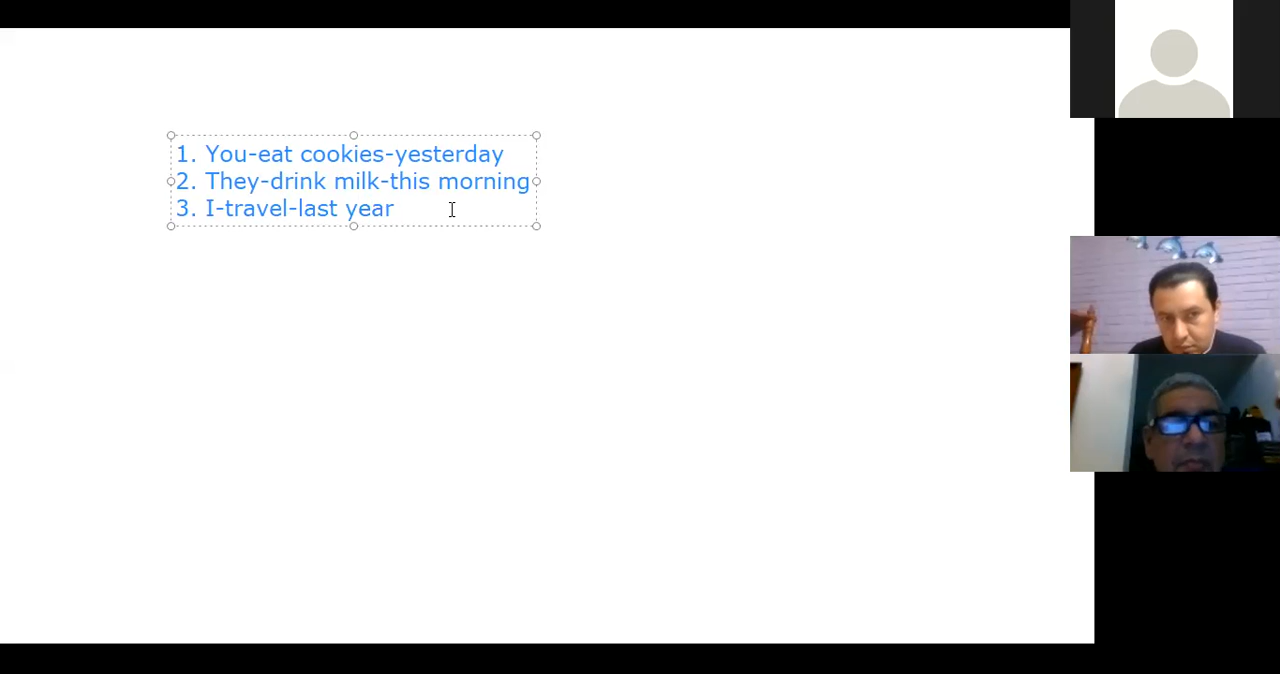 1. You-eat cookies-yesterday
2. They-drink milk-this morning
3. I-travel-last year